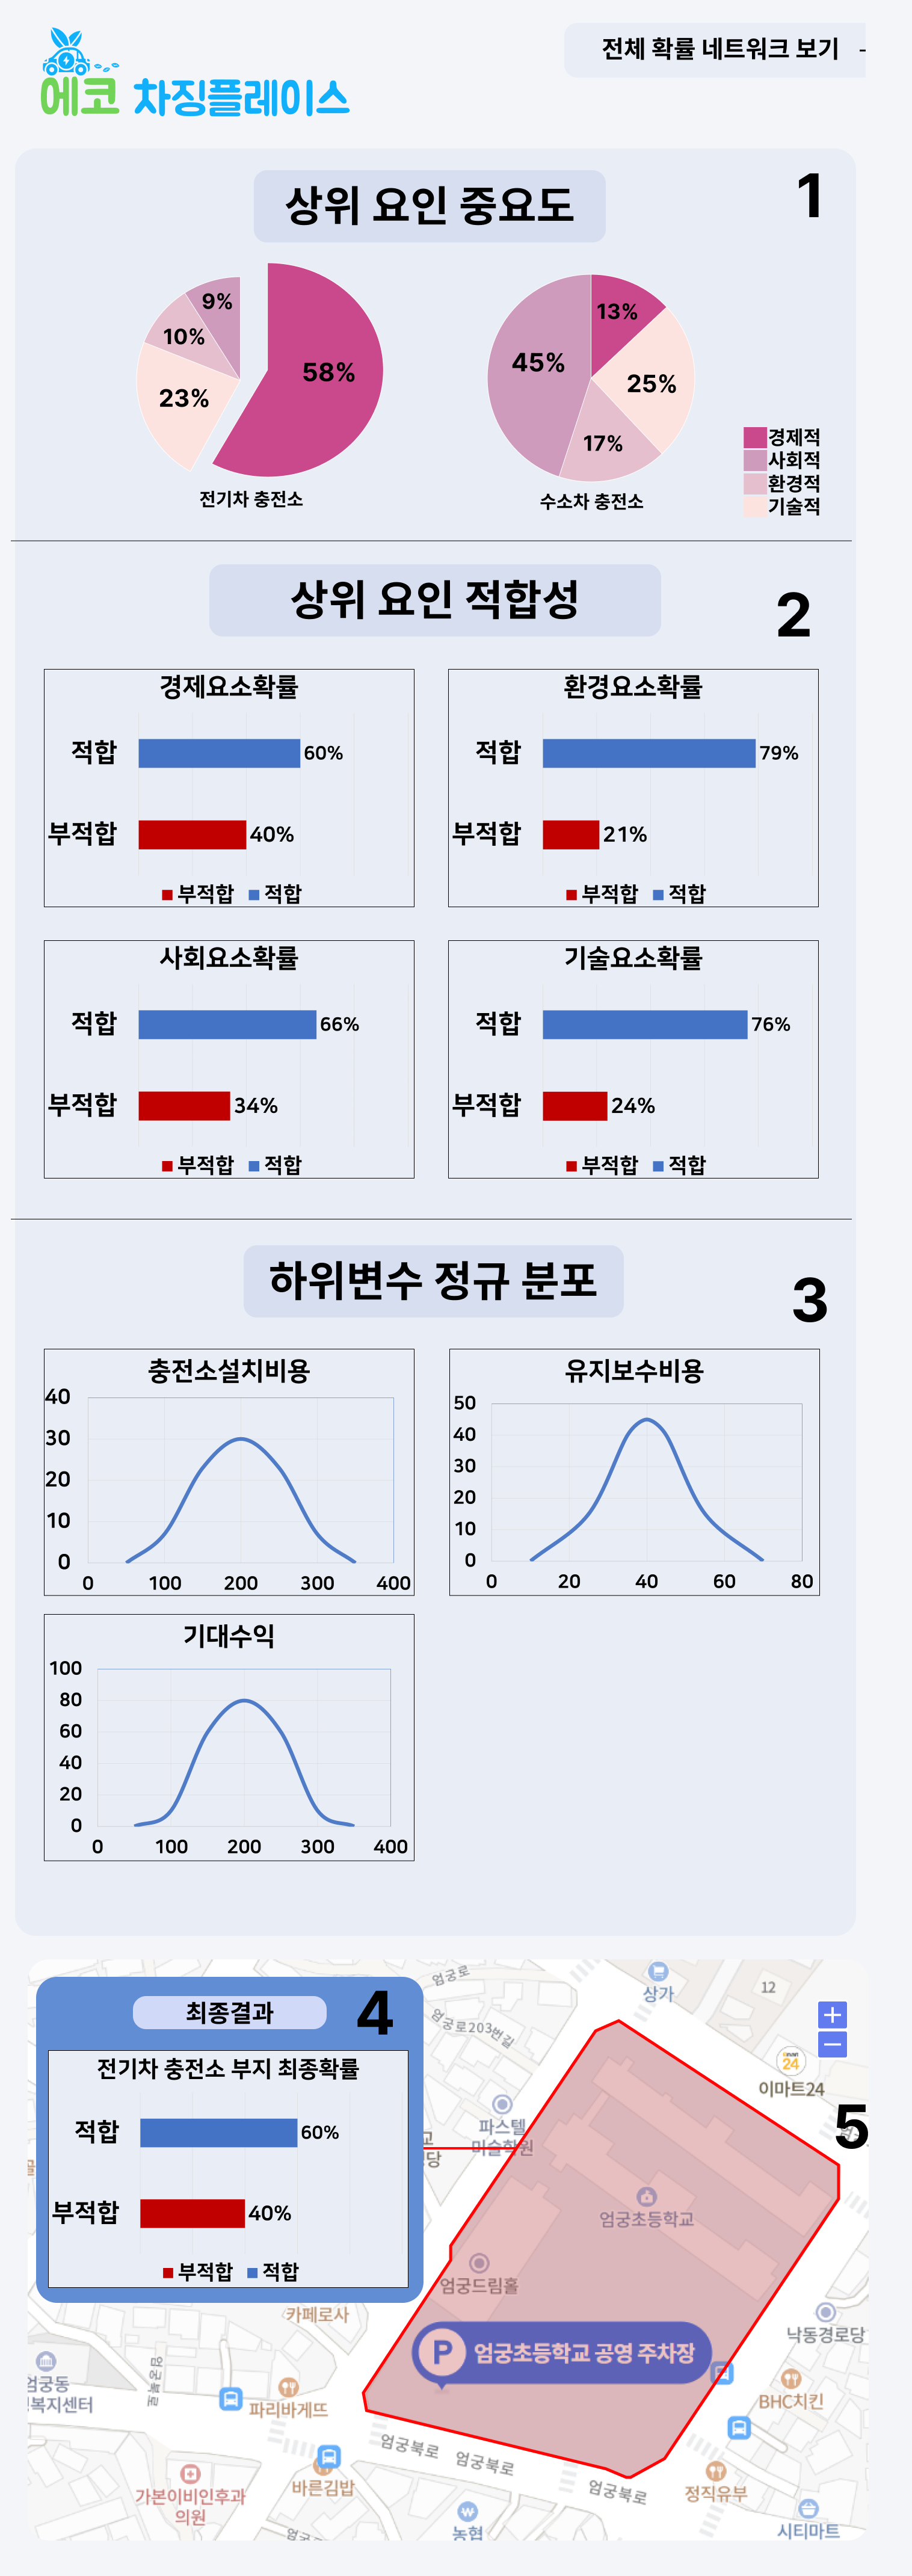 에코 차징플레이스
전체 확률 네트워크 보기
상위 요인 중요도
1
9%
10%
23%
58%
전기차 충전소
13%
45%
25%
17%
수소차 충전소
경제적
사회적
환경적
기술적
상위 요인 적합성
2
경제요소확률
적합
60%
부적합
40%
부적합 적합
환경요소확률
적합
79%
부적합
21%
부적합 적합
사회요소확률
적합
66%
부적합
34%
부적합 적합
기술요소확률
적합
76%
부적합
24%
부적합 적합
하위변수 정규 분포
3
충전소설치비용
40
30
20
10
0
0 100 200 300 400
유지보수비용
50
40
30
20
10
0
0 20 40 60 80
기대수익
100
80
60
40
20
0
0 100 200 300 400
최종결과
4
전기차 충전소 부지 최종확률
적합
60%
부적합
40%
부적합 적합
엄궁로
상가
12
+
−
엄궁로203번길
24
이마트24
5
파스텔
미술학원
교
당
엄궁초등학교
엄궁드림홀
카페로사
P 엄궁초등학교 공영 주차장
낙동경로당
엄궁동
복지센터
엄궁북로
파리바게뜨
BHC치킨
엄궁북로 엄궁북로
엄궁북로
바른김밥
정직유부
가본이비인후과
의원
농협
시티마트